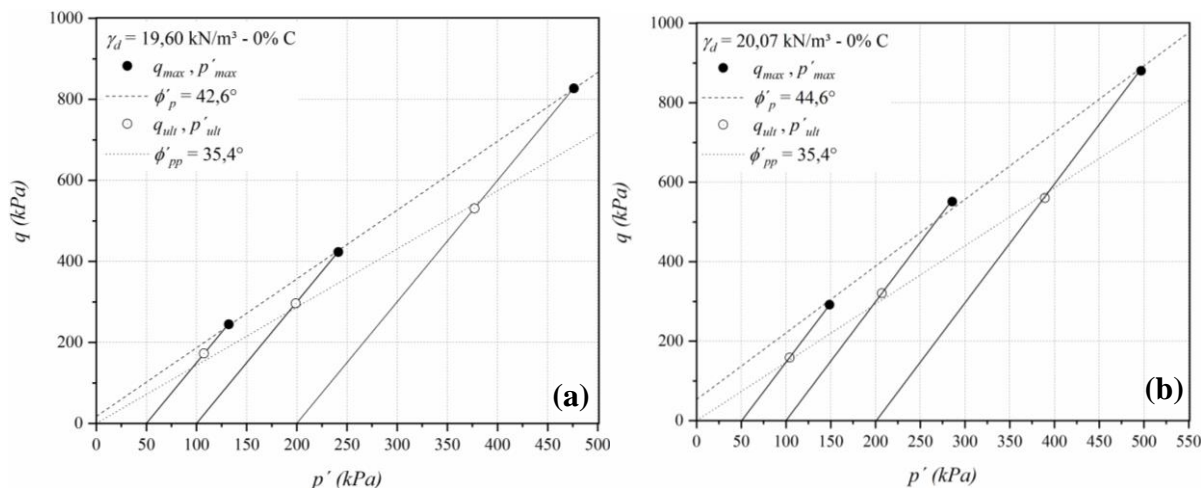 1000
800
600
400
200
0
q (kPa)
γd = 19,60 kN/m³ - 0% C
qmax , p´max
ϕ´p = 42,6°
qult , p´ult
ϕ´pp = 35,4°
(a)
0 50 100 150 200 250 300 350 400 450 500
p´ (kPa)
1000
800
600
400
200
0
q (kPa)
γd = 20,07 kN/m³ - 0% C
qmax , p´max
ϕ´p = 44,6°
qult , p´ult
ϕ´pp = 35,4°
(b)
0 50 100 150 200 250 300 350 400 450 500 550
p´ (kPa)